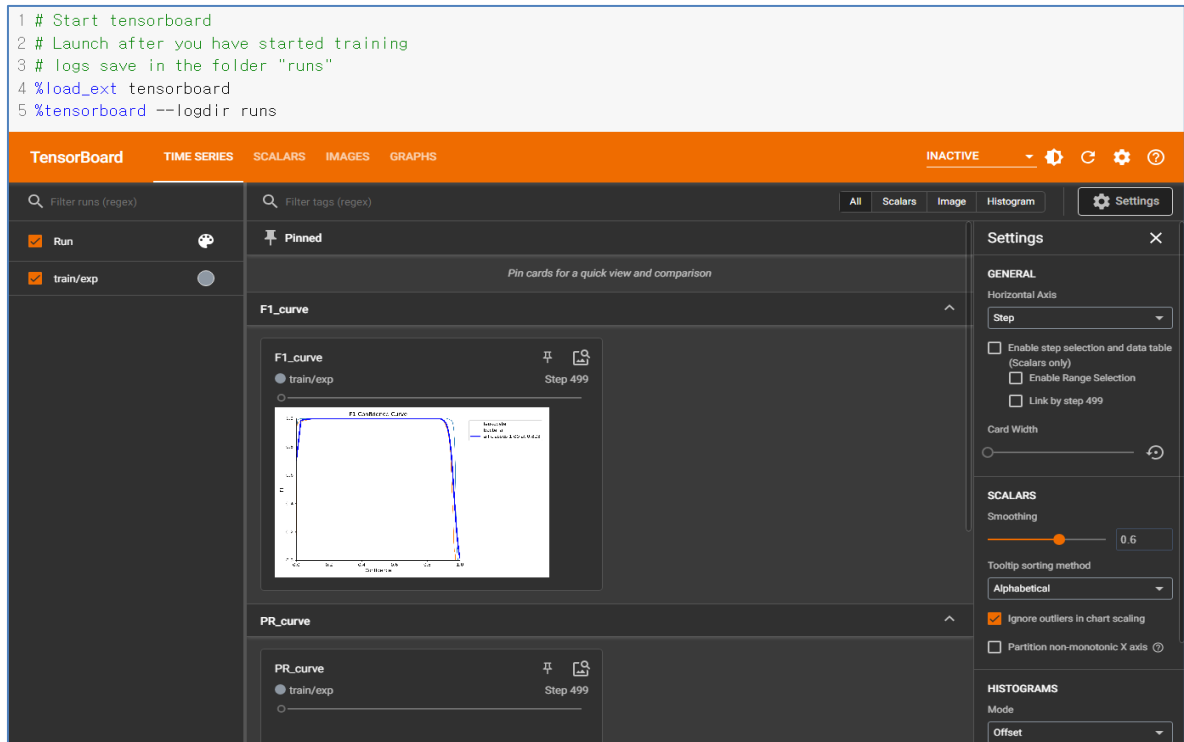 1 # Start tensorboard
2 # Launch after you have started training
3 # logs save in the folder "runs"
4 %load_ext tensorboard
5 %tensorboard --logdir runs
TensorBoard TIME SERIES SCALARS IMAGES GRAPHS INACTIVE
Filter runs (regex)
Filter tags (regex) All Scalars Image Histogram Settings
Run
train/exp
Pinned
Pin cards for a quick view and comparison
F1_curve
F1_curve
train/exp Step 499
F1-Confidence Curve
F1
Confidence
PR_curve
PR_curve
train/exp Step 499
Settings
GENERAL
Horizontal Axis
Step
Enable step selection and data table
(Scalars only)
Enable Range Selection
Link by step 499
Card Width
SCALARS
Smoothing
0.6
Tooltip sorting method
Alphabetical
Ignore outliers in chart scaling
Partition non-monotonic X axis
HISTOGRAMS
Mode
Offset